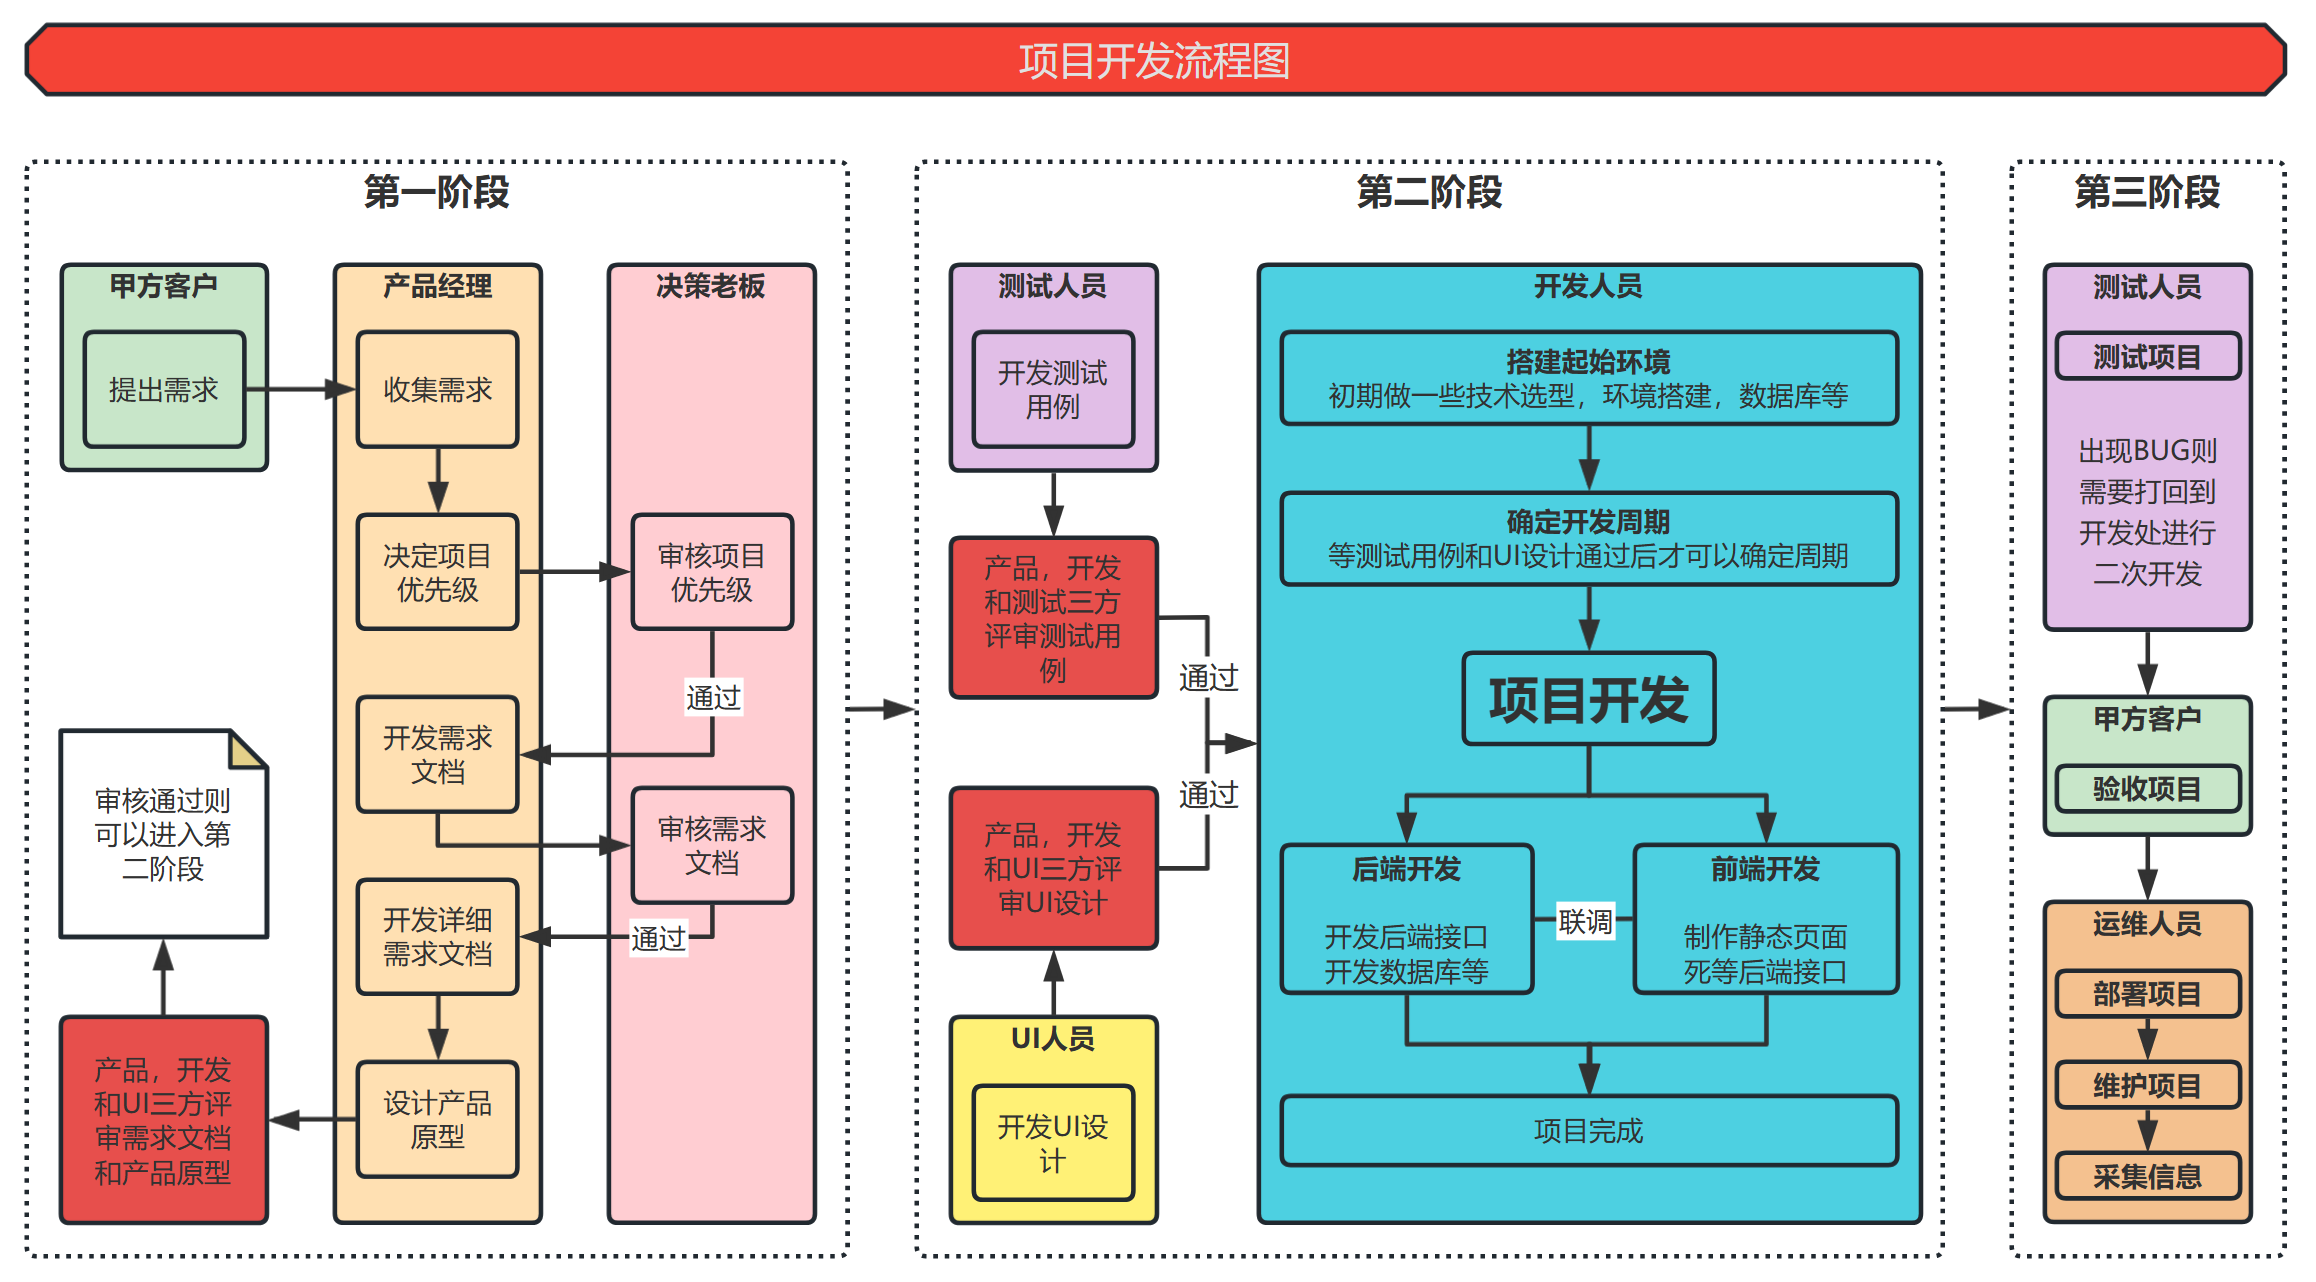 项目开发流程图
第一阶段
甲方客户
提出需求
产品经理
收集需求
决定项目
优先级
开发需求
文档
开发详细
需求文档
设计产品
原型
决策老板
审核项目
优先级
通过
审核需求
文档
通过
审核通过则
可以进入第
二阶段
产品，开发
和UI三方评
审需求文档
和产品原型
第二阶段
测试人员
开发测试
用例
产品，开发
和测试三方
评审测试用
例
通过
通过
产品，开发
和UI三方评
审UI设计
UI人员
开发UI设
计
开发人员
搭建起始环境
初期做一些技术选型，环境搭建，数据库等
确定开发周期
等测试用例和UI设计通过后才可以确定周期
项目开发
后端开发
开发后端接口
开发数据库等
联调
前端开发
制作静态页面
死等后端接口
项目完成
第三阶段
测试人员
测试项目
出现BUG则
需要打回到
开发处进行
二次开发
甲方客户
验收项目
运维人员
部署项目
维护项目
采集信息